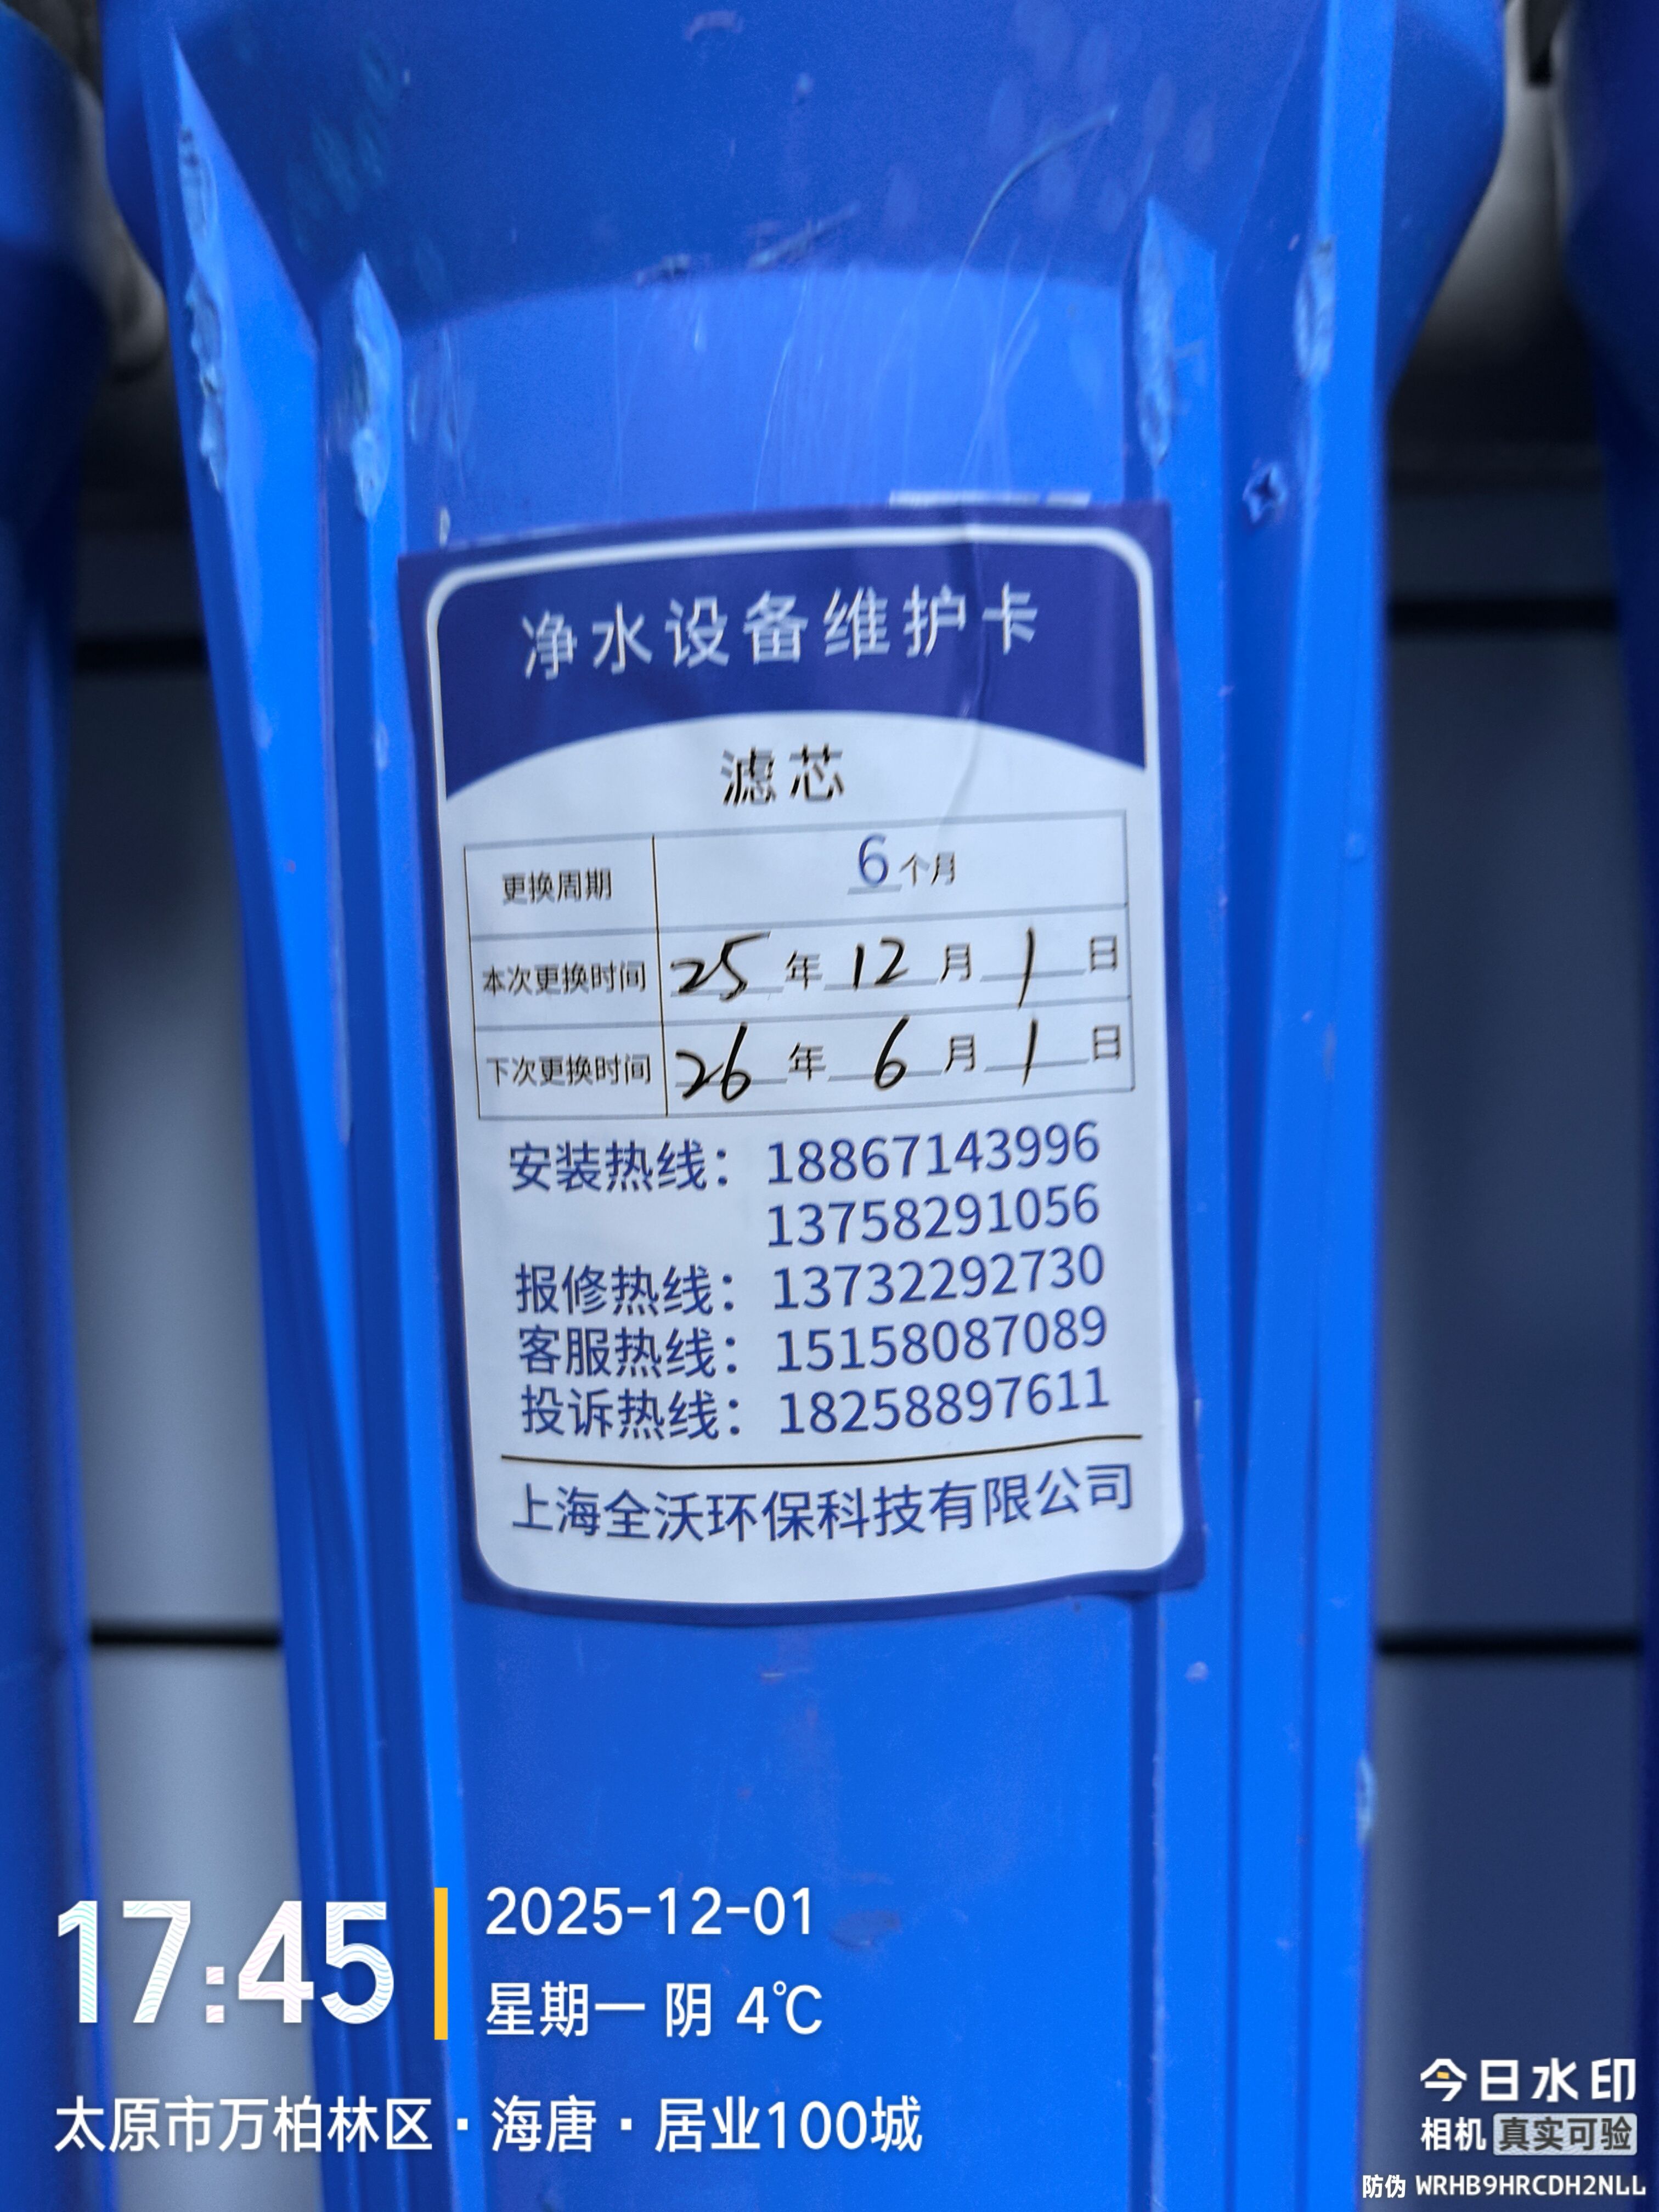 净水设备维护卡
滤芯
更换周期 6个月
本次更换时间 25年12月1日
下次更换时间 26年6月1日
安装热线：18867143996
13758291056
报修热线：13732292730
客服热线：15158087089
投诉热线：18258897611
上海全沃环保科技有限公司
17:45
2025-12-01
星期一 阴 4℃
太原市万柏林区·海唐·居业100城
今日水印
相机 真实可验
防伪 WRHB9HRCDH2NLL